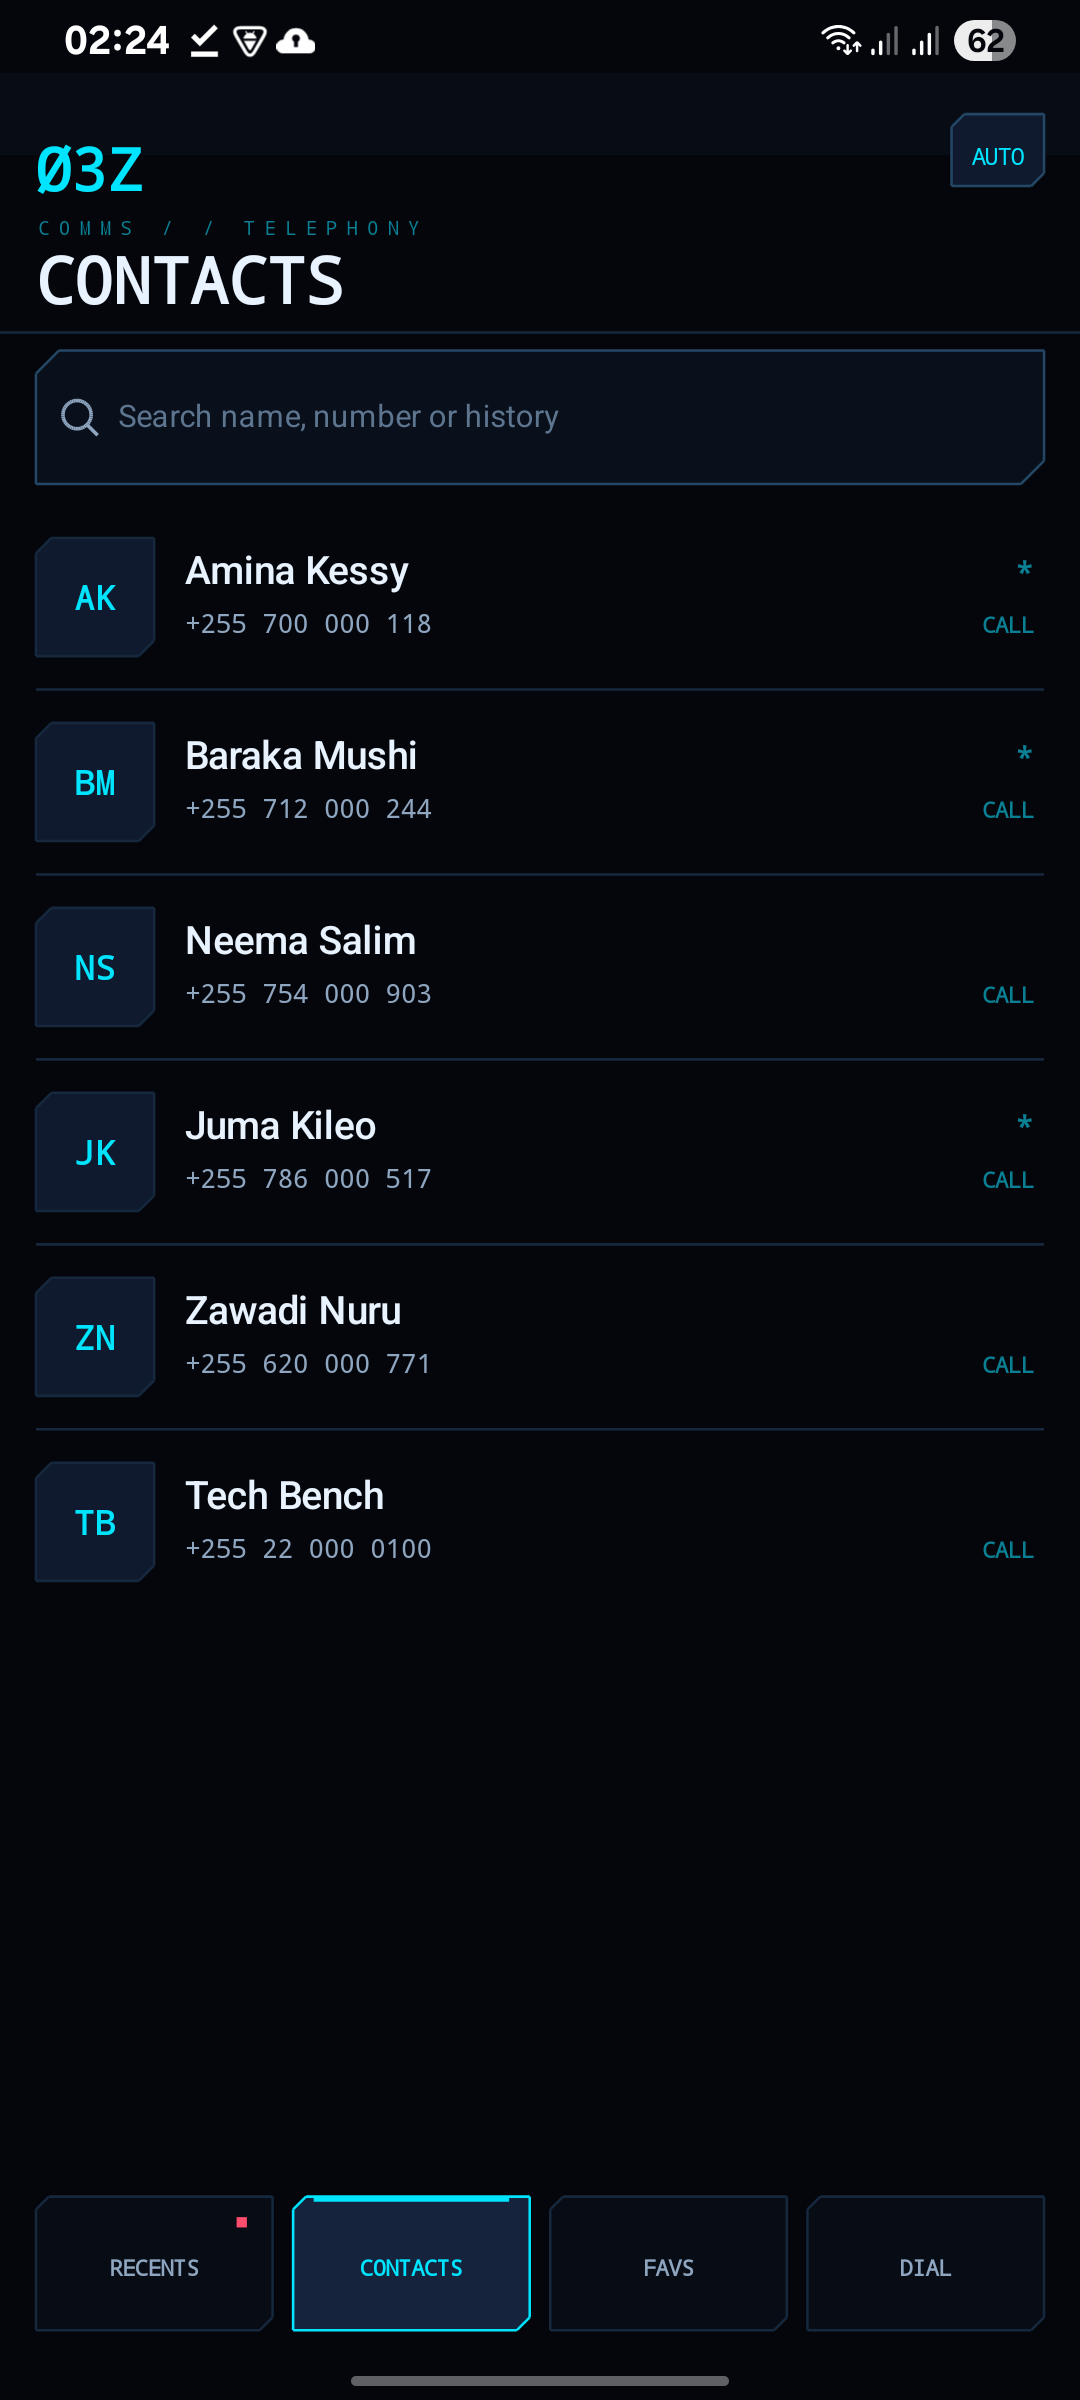 02:24
62
Ø3Z
AUTO
COMMS / / TELEPHONY
CONTACTS
Search name, number or history
AK
Amina Kessy
*
+255 700 000 118
CALL
BM
Baraka Mushi
*
+255 712 000 244
CALL
NS
Neema Salim
+255 754 000 903
CALL
JK
Juma Kileo
*
+255 786 000 517
CALL
ZN
Zawadi Nuru
+255 620 000 771
CALL
TB
Tech Bench
+255 22 000 0100
CALL
RECENTS
CONTACTS
FAVS
DIAL